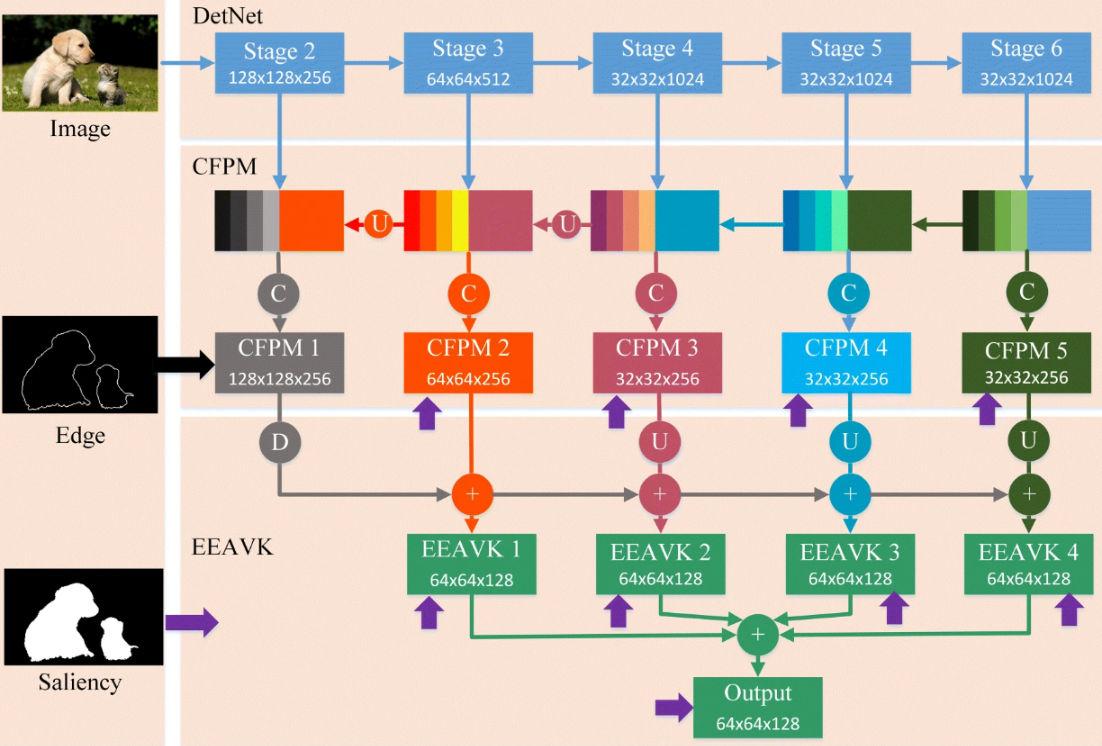 DetNet
Image
Stage 2
128x128x256
Stage 3
64x64x512
Stage 4
32x32x1024
Stage 5
32x32x1024
Stage 6
32x32x1024
CFPM
U
U
C
C
C
C
C
Edge
CFPM 1
128x128x256
CFPM 2
64x64x256
CFPM 3
32x32x256
CFPM 4
32x32x256
CFPM 5
32x32x256
D
U
U
U
+
+
+
+
EEAVK
EEAVK 1
64x64x128
EEAVK 2
64x64x128
EEAVK 3
64x64x128
EEAVK 4
64x64x128
+
Saliency
Output
64x64x128